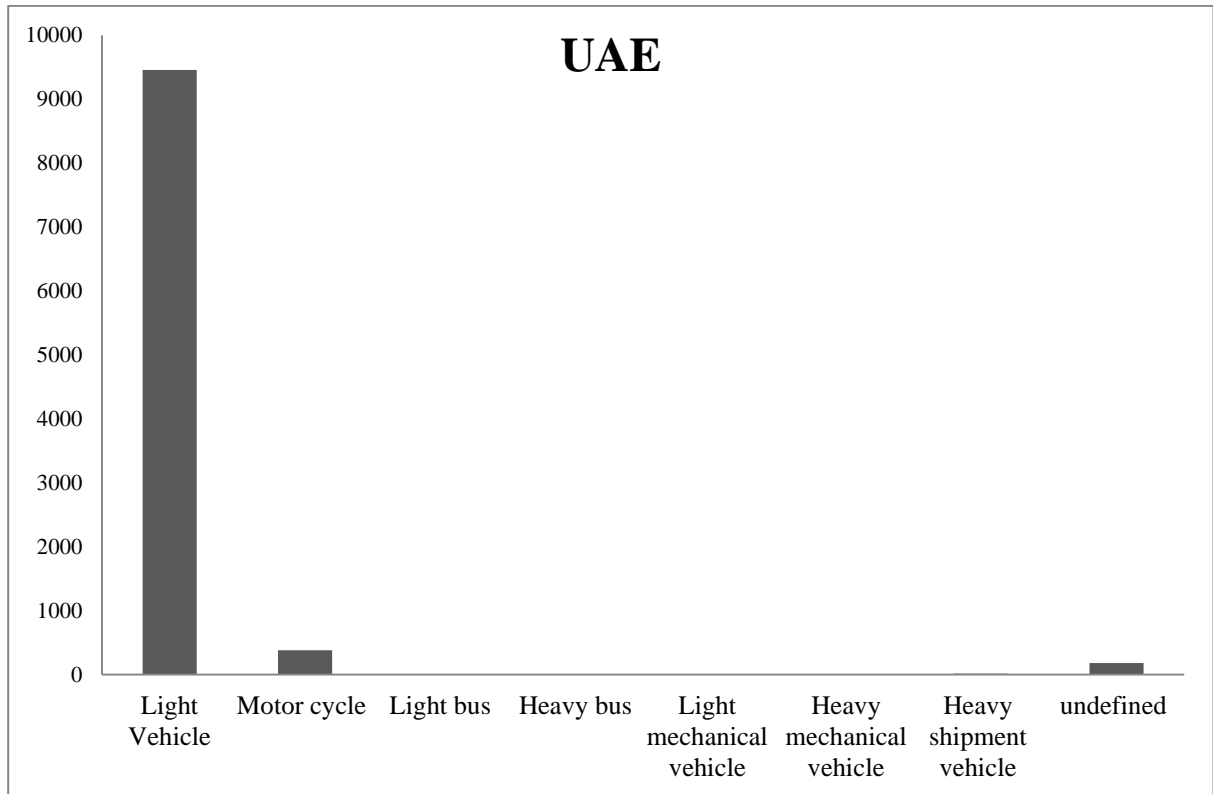 UAE
10000
9000
8000
7000
6000
5000
4000
3000
2000
1000
0
Light
Vehicle
Motor cycle
Light bus
Heavy bus
Light
mechanical
vehicle
Heavy
mechanical
vehicle
Heavy
shipment
vehicle
undefined